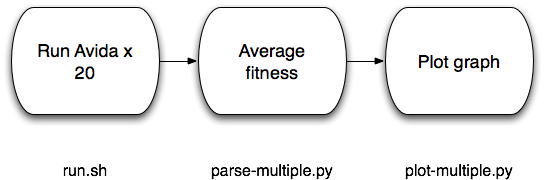 Run Avida x
20
Average
fitness
Plot graph
run.sh
parse-multiple.py
plot-multiple.py